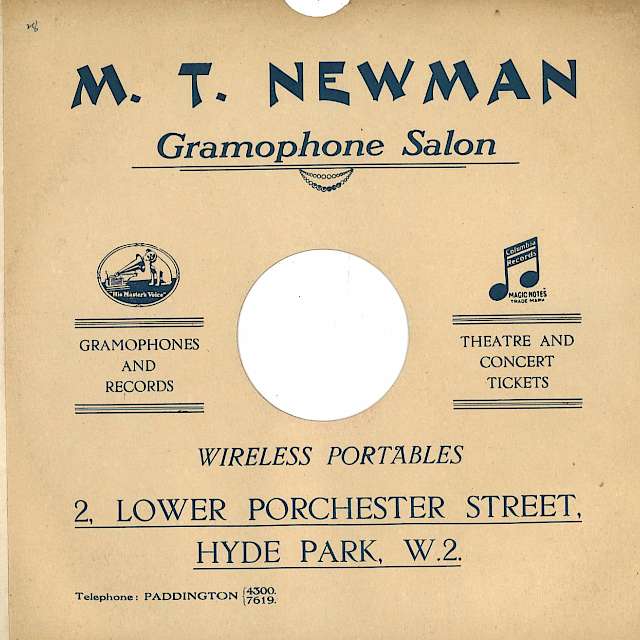 M. T. NEWMAN
Gramophone Salon
"His Master's Voice"
GRAMOPHONES
AND
RECORDS
Columbia
Records
MAGIC NOTES
TRADE MARK
THEATRE AND
CONCERT
TICKETS
WIRELESS PORTABLES
2, LOWER PORCHESTER STREET,
HYDE PARK, W.2.
Telephone: PADDINGTON {4300.
7619.